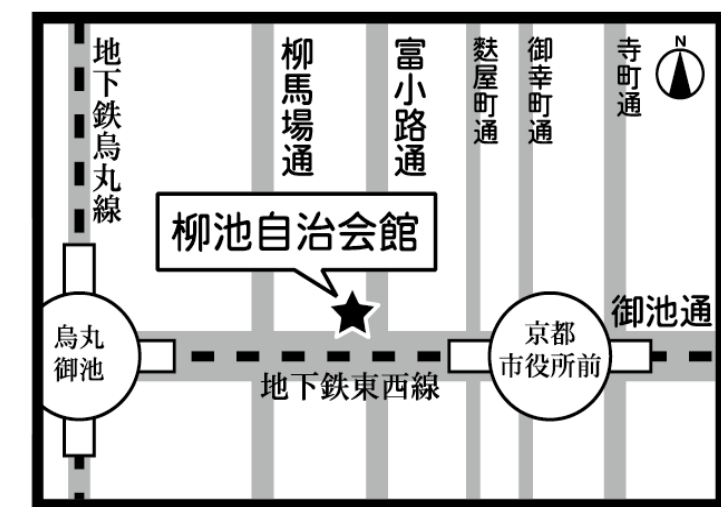 地下鉄烏丸線
柳馬場通
富小路通
麩屋町通
御幸町通
寺町通
N
柳池自治会館
御池通
烏丸
御池
京都
市役所前
地下鉄東西線